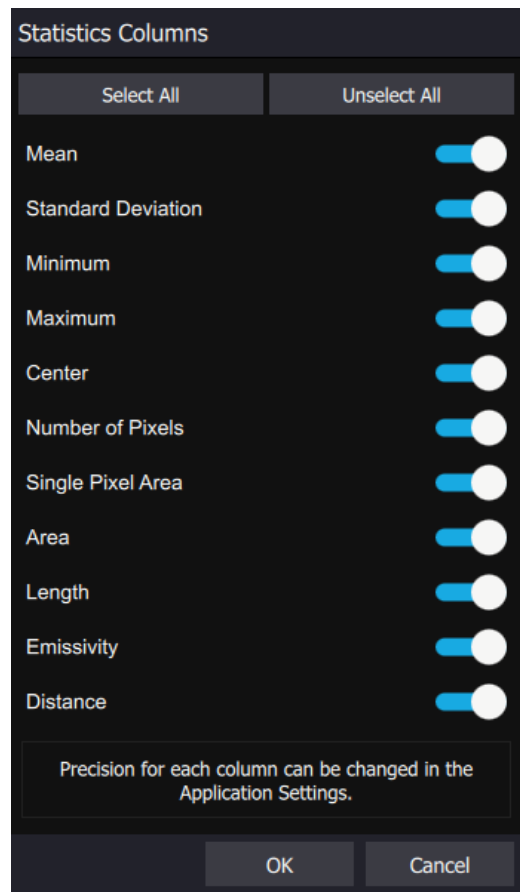 Statistics Columns
Select All
Unselect All
Mean
Standard Deviation
Minimum
Maximum
Center
Number of Pixels
Single Pixel Area
Area
Length
Emissivity
Distance
Precision for each column can be changed in the
Application Settings.
OK
Cancel